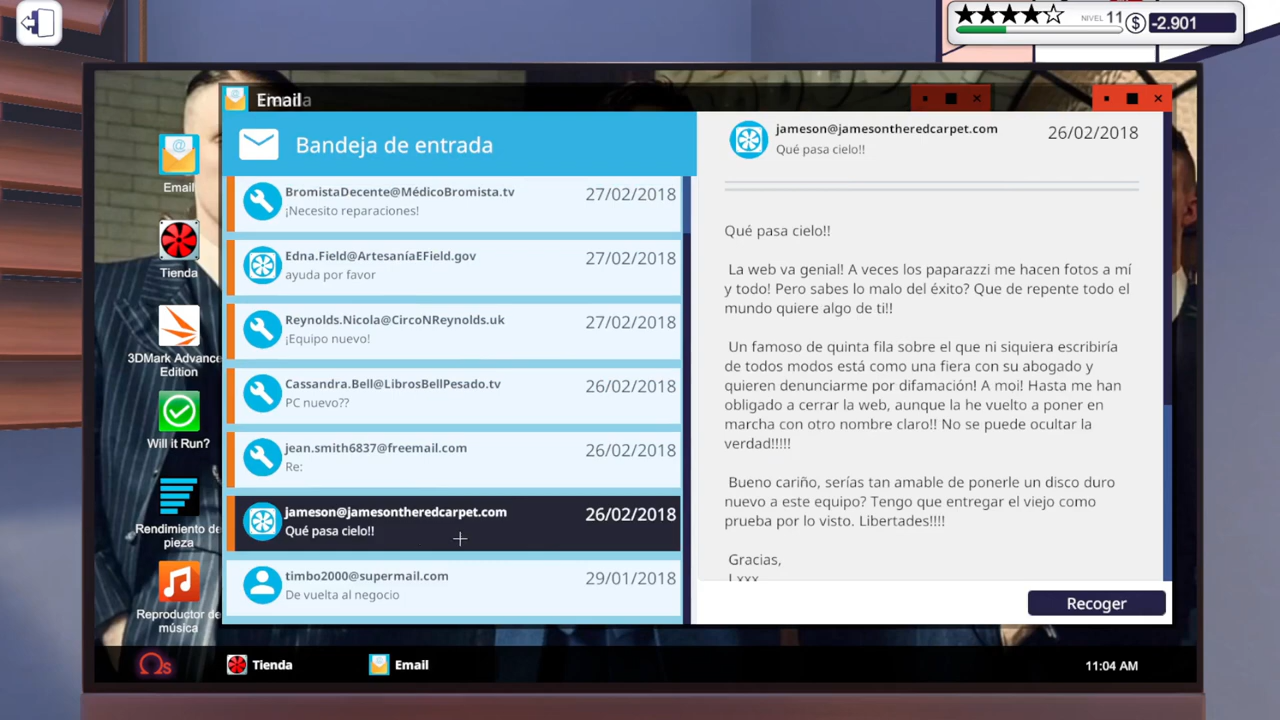 NIVEL 11
$ -2.901
Email
Bandeja de entrada
BromistaDecente@MédicoBromista.tv 27/02/2018
¡Necesito reparaciones!
Edna.Field@ArtesaníaEField.gov 27/02/2018
ayuda por favor
Reynolds.Nicola@CircoNReynolds.uk 27/02/2018
¡Equipo nuevo!
Cassandra.Bell@LibrosBellPesado.tv 26/02/2018
PC nuevo??
jean.smith6837@freemail.com 26/02/2018
Re:
jameson@jamesontheredcarpet.com 26/02/2018
Qué pasa cielo!!
timbo2000@supermail.com 29/01/2018
De vuelta al negocio
jameson@jamesontheredcarpet.com 26/02/2018
Qué pasa cielo!!
Qué pasa cielo!!
La web va genial! A veces los paparazzi me hacen fotos a mí
y todo! Pero sabes lo malo del éxito? Que de repente todo el
mundo quiere algo de ti!!
Un famoso de quinta fila sobre el que ni siquiera escribiría
de todos modos está como una fiera con su abogado y
quieren denunciarme por difamación! A moi! Hasta me han
obligado a cerrar la web, aunque la he vuelto a poner en
marcha con otro nombre claro!! No se puede ocultar la
verdad!!!!!
Bueno cariño, serías tan amable de ponerle un disco duro
nuevo a este equipo? Tengo que entregar el viejo como
prueba por lo visto. Libertades!!!!
Gracias,
Lxxx
Recoger
Email
Tienda
3DMark Advance
Edition
Will it Run?
Rendimiento de
pieza
Reproductor de
música
Ωs
Tienda
Email
11:04 AM